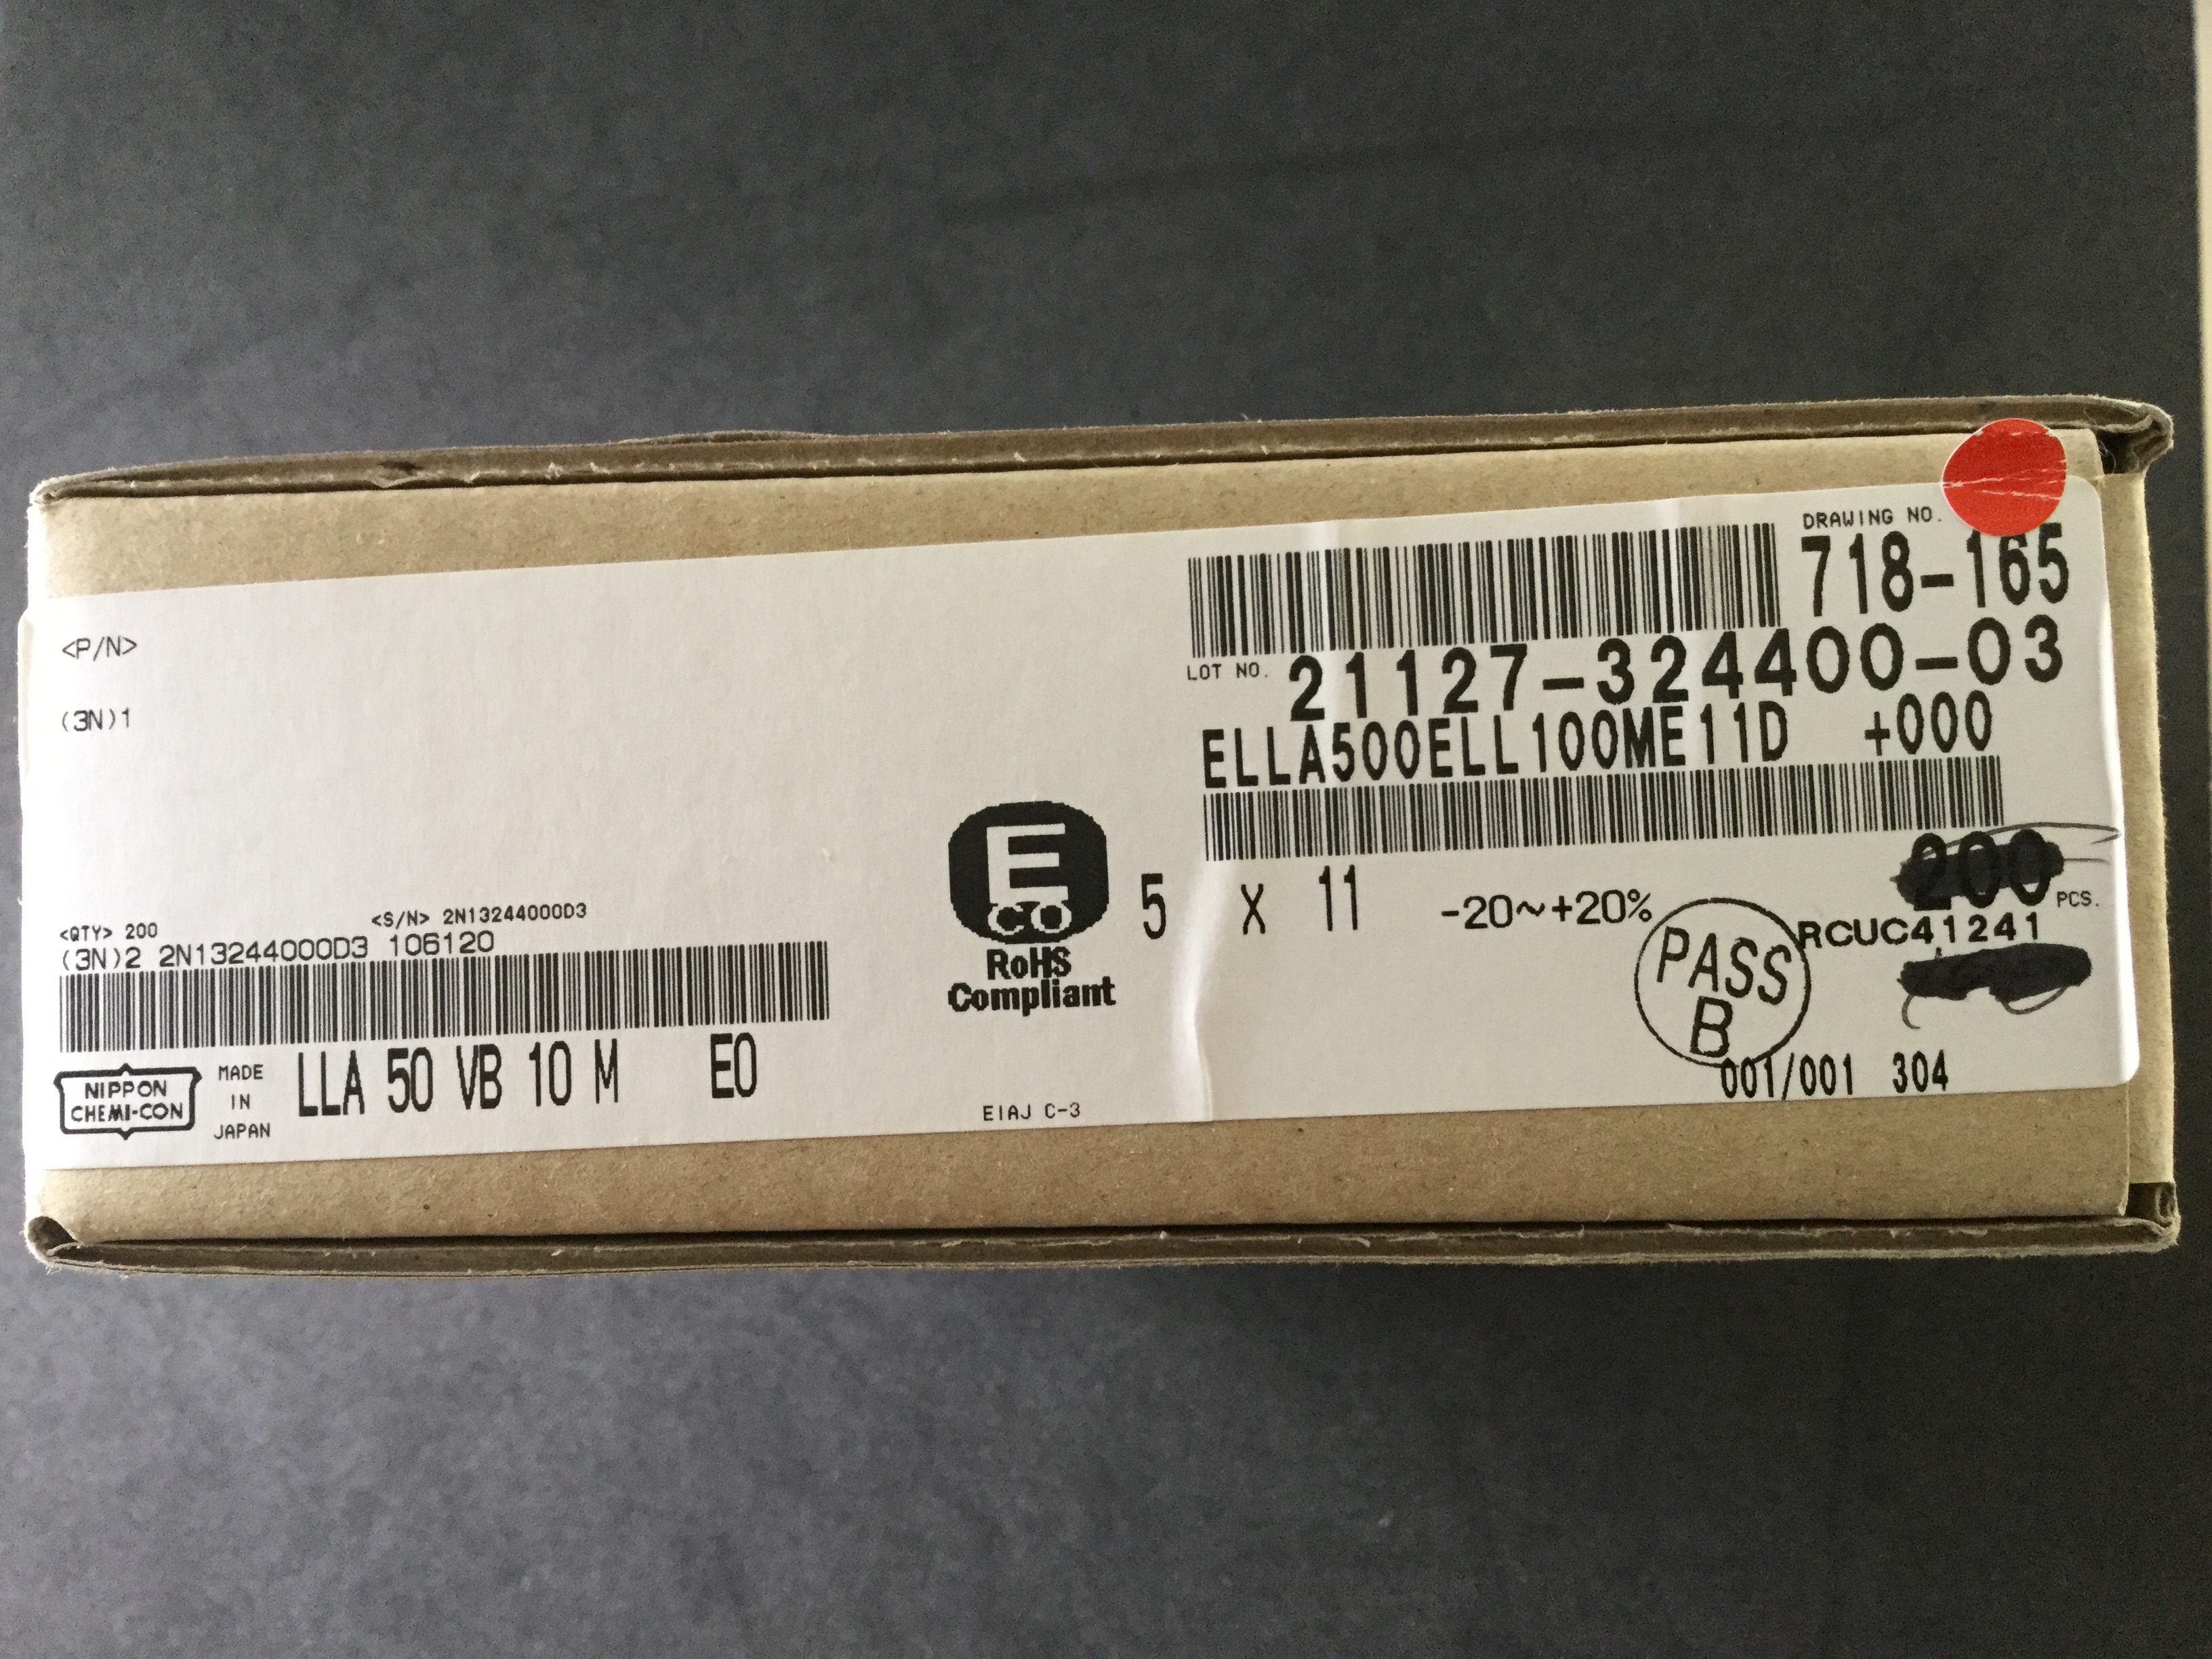 DRAWING NO.
718-165
LOT NO. 21127-324400-03
ELLA500ELL100ME11D +000
<P/N>
(3N)1
200 PCS.
5 x 11 -20~+20%
RCUC41241
PASS
B
E
CO
RoHS
Compliant
<QTY> 200 <S/N> 2N13244000D3
(3N)2 2N13244000D3 106120
NIPPON
CHEMI-CON
MADE
IN
JAPAN
LLA 50 VB 10 M E0
EIAJ C-3
001/001 304